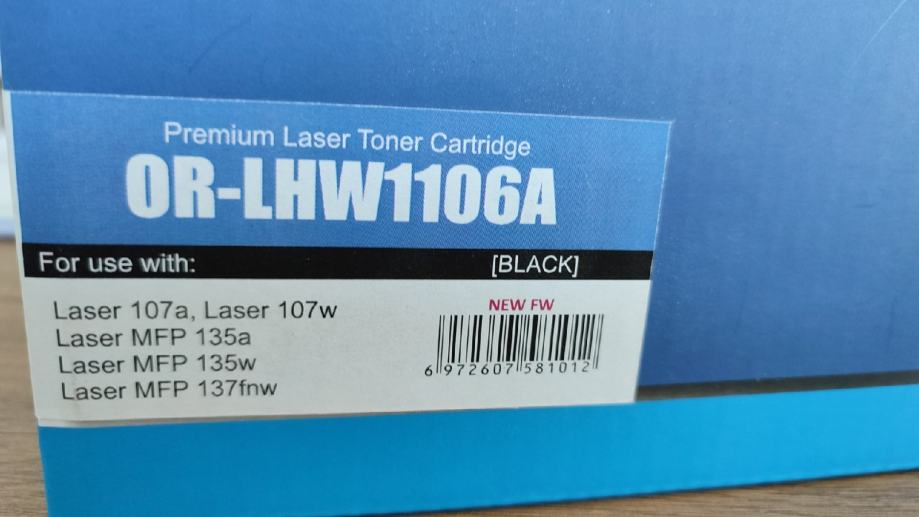 Premium Laser Toner Cartridge
OR-LHW1106A
For use with: [BLACK]
Laser 107a, Laser 107w
Laser MFP 135a
Laser MFP 135w
Laser MFP 137fnw
NEW FW
6 972607 581012